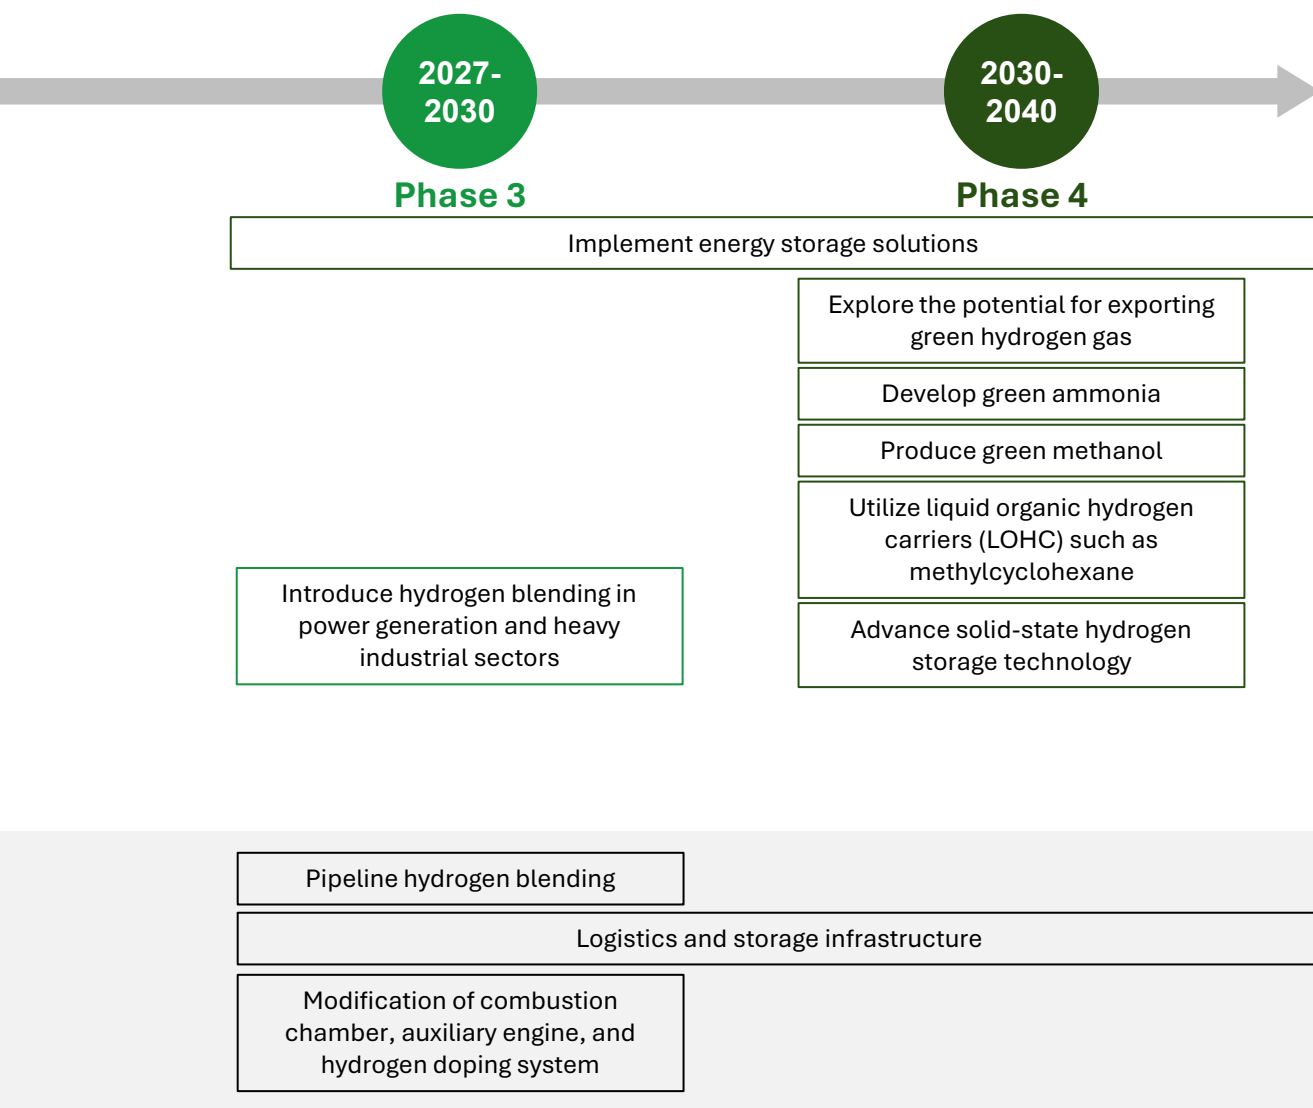 2027-
2030
2030-
2040
Phase 3
Phase 4
Implement energy storage solutions
Explore the potential for exporting
green hydrogen gas
Develop green ammonia
Produce green methanol
Utilize liquid organic hydrogen
carriers (LOHC) such as
methylcyclohexane
Introduce hydrogen blending in
power generation and heavy
industrial sectors
Advance solid-state hydrogen
storage technology
Pipeline hydrogen blending
Logistics and storage infrastructure
Modification of combustion
chamber, auxiliary engine, and
hydrogen doping system